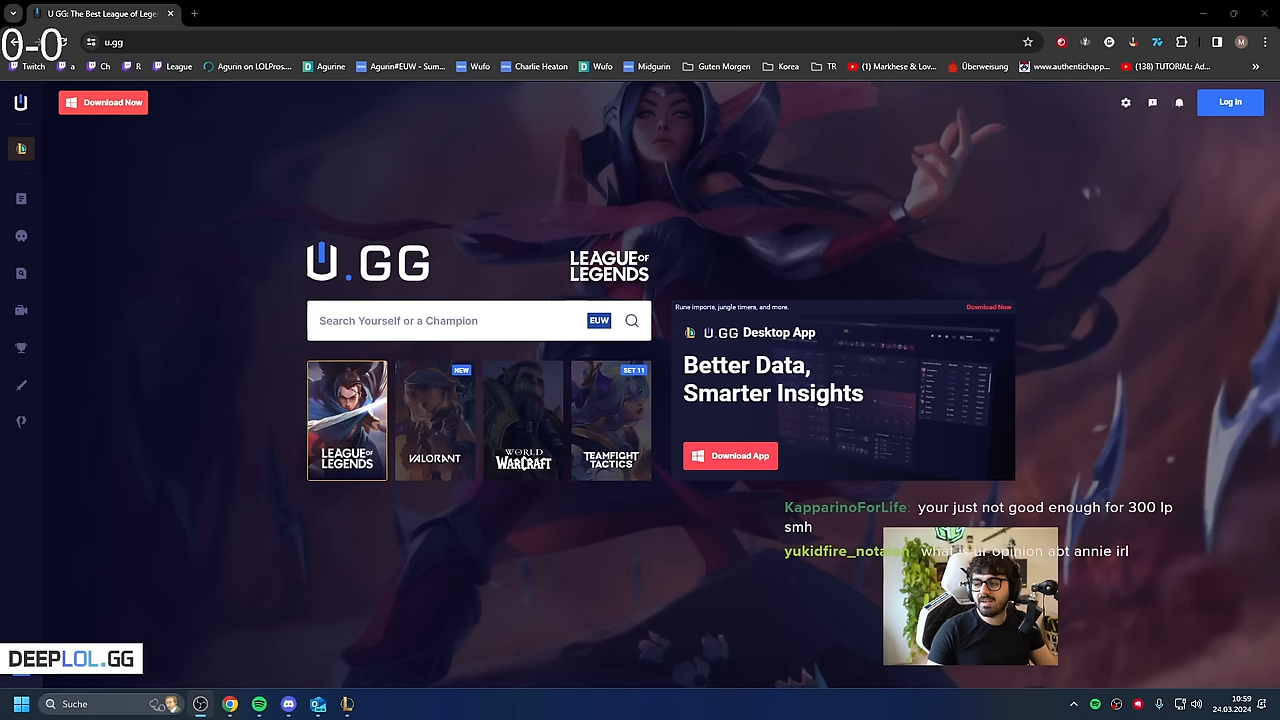 U GG: The Best League of Lege
0-0
u.gg
Twitch
a
Ch
R
League
Agurin on LOLPros....
Agurine
Agurin#EUW - Sum...
Wufo
Charlie Heaton
Wufo
Midgurin
Guten Morgen
Korea
TR
(1) Markhese & Lov...
Überweisung
www.authentichapp...
(138) TUTORIAL: Ad...
Download Now
Log In
U.GG
LEAGUE OF
LEGENDS
Search Yourself or a Champion
EUW
Rune imports, jungle timers, and more.
Download Now
U.GG Desktop App
Better Data,
Smarter Insights
Download App
LEAGUE OF
LEGENDS
NEW
VALORANT
WORLD
WARCRAFT
SET 11
TEAMFIGHT
TACTICS
KapparinoForLife: your just not good enough for 300 lp
smh
what is ur opinion abt annie irl
DEEPLOL.GG
Suche
10:59
24.03.2024